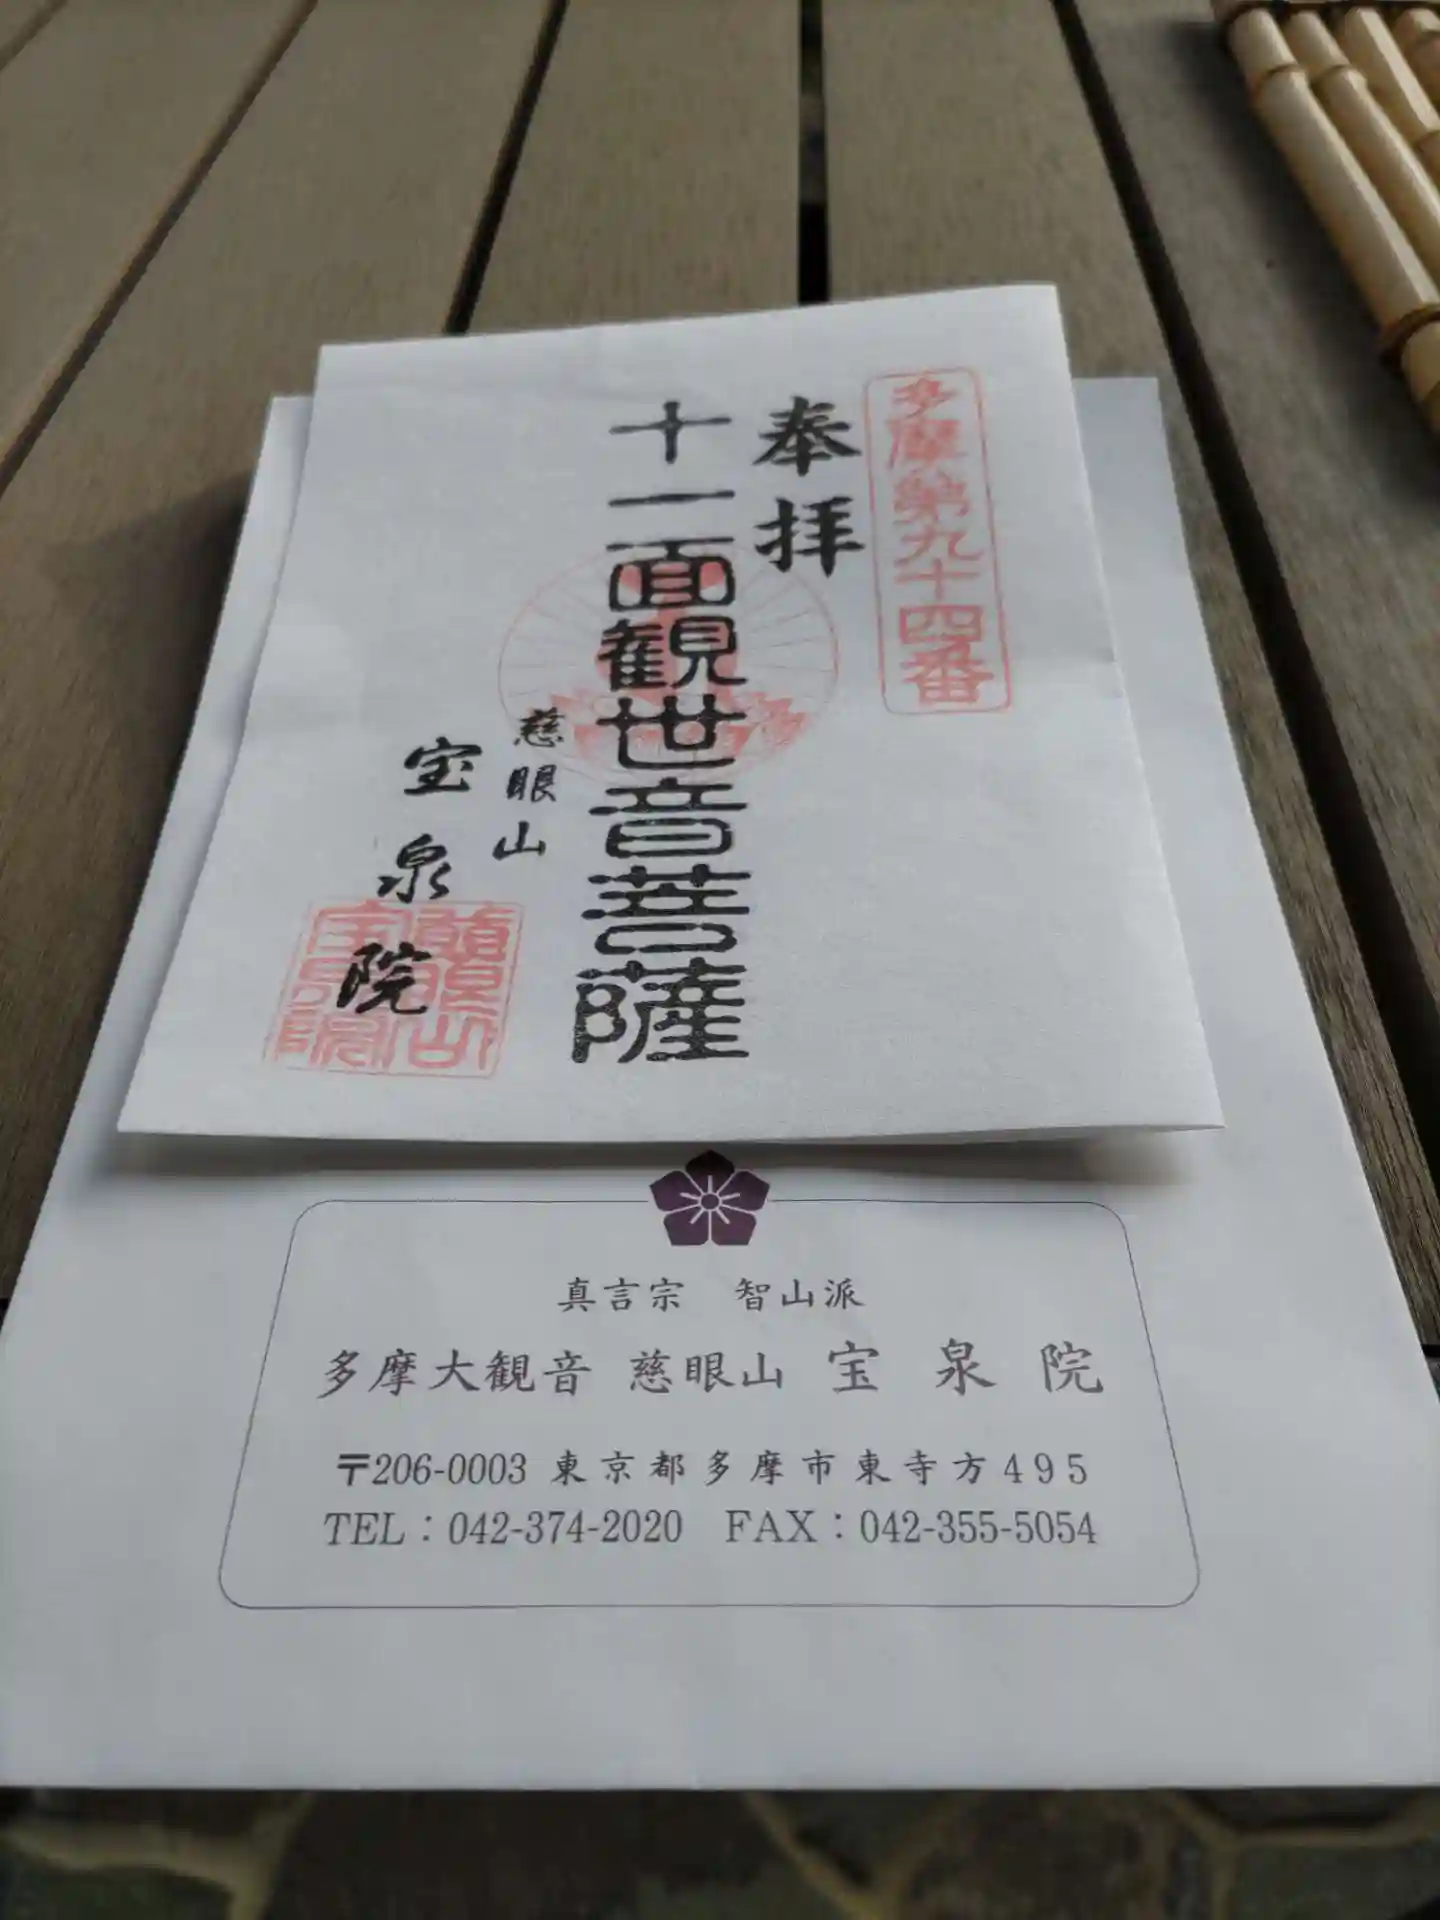 多摩第九十四番
奉拝
十一面観世音菩薩
慈眼山
宝泉院
真言宗 智山派
多摩大観音 慈眼山 宝泉院
〒206-0003 東京都多摩市東寺方495
TEL：042-374-2020 FAX：042-355-5054